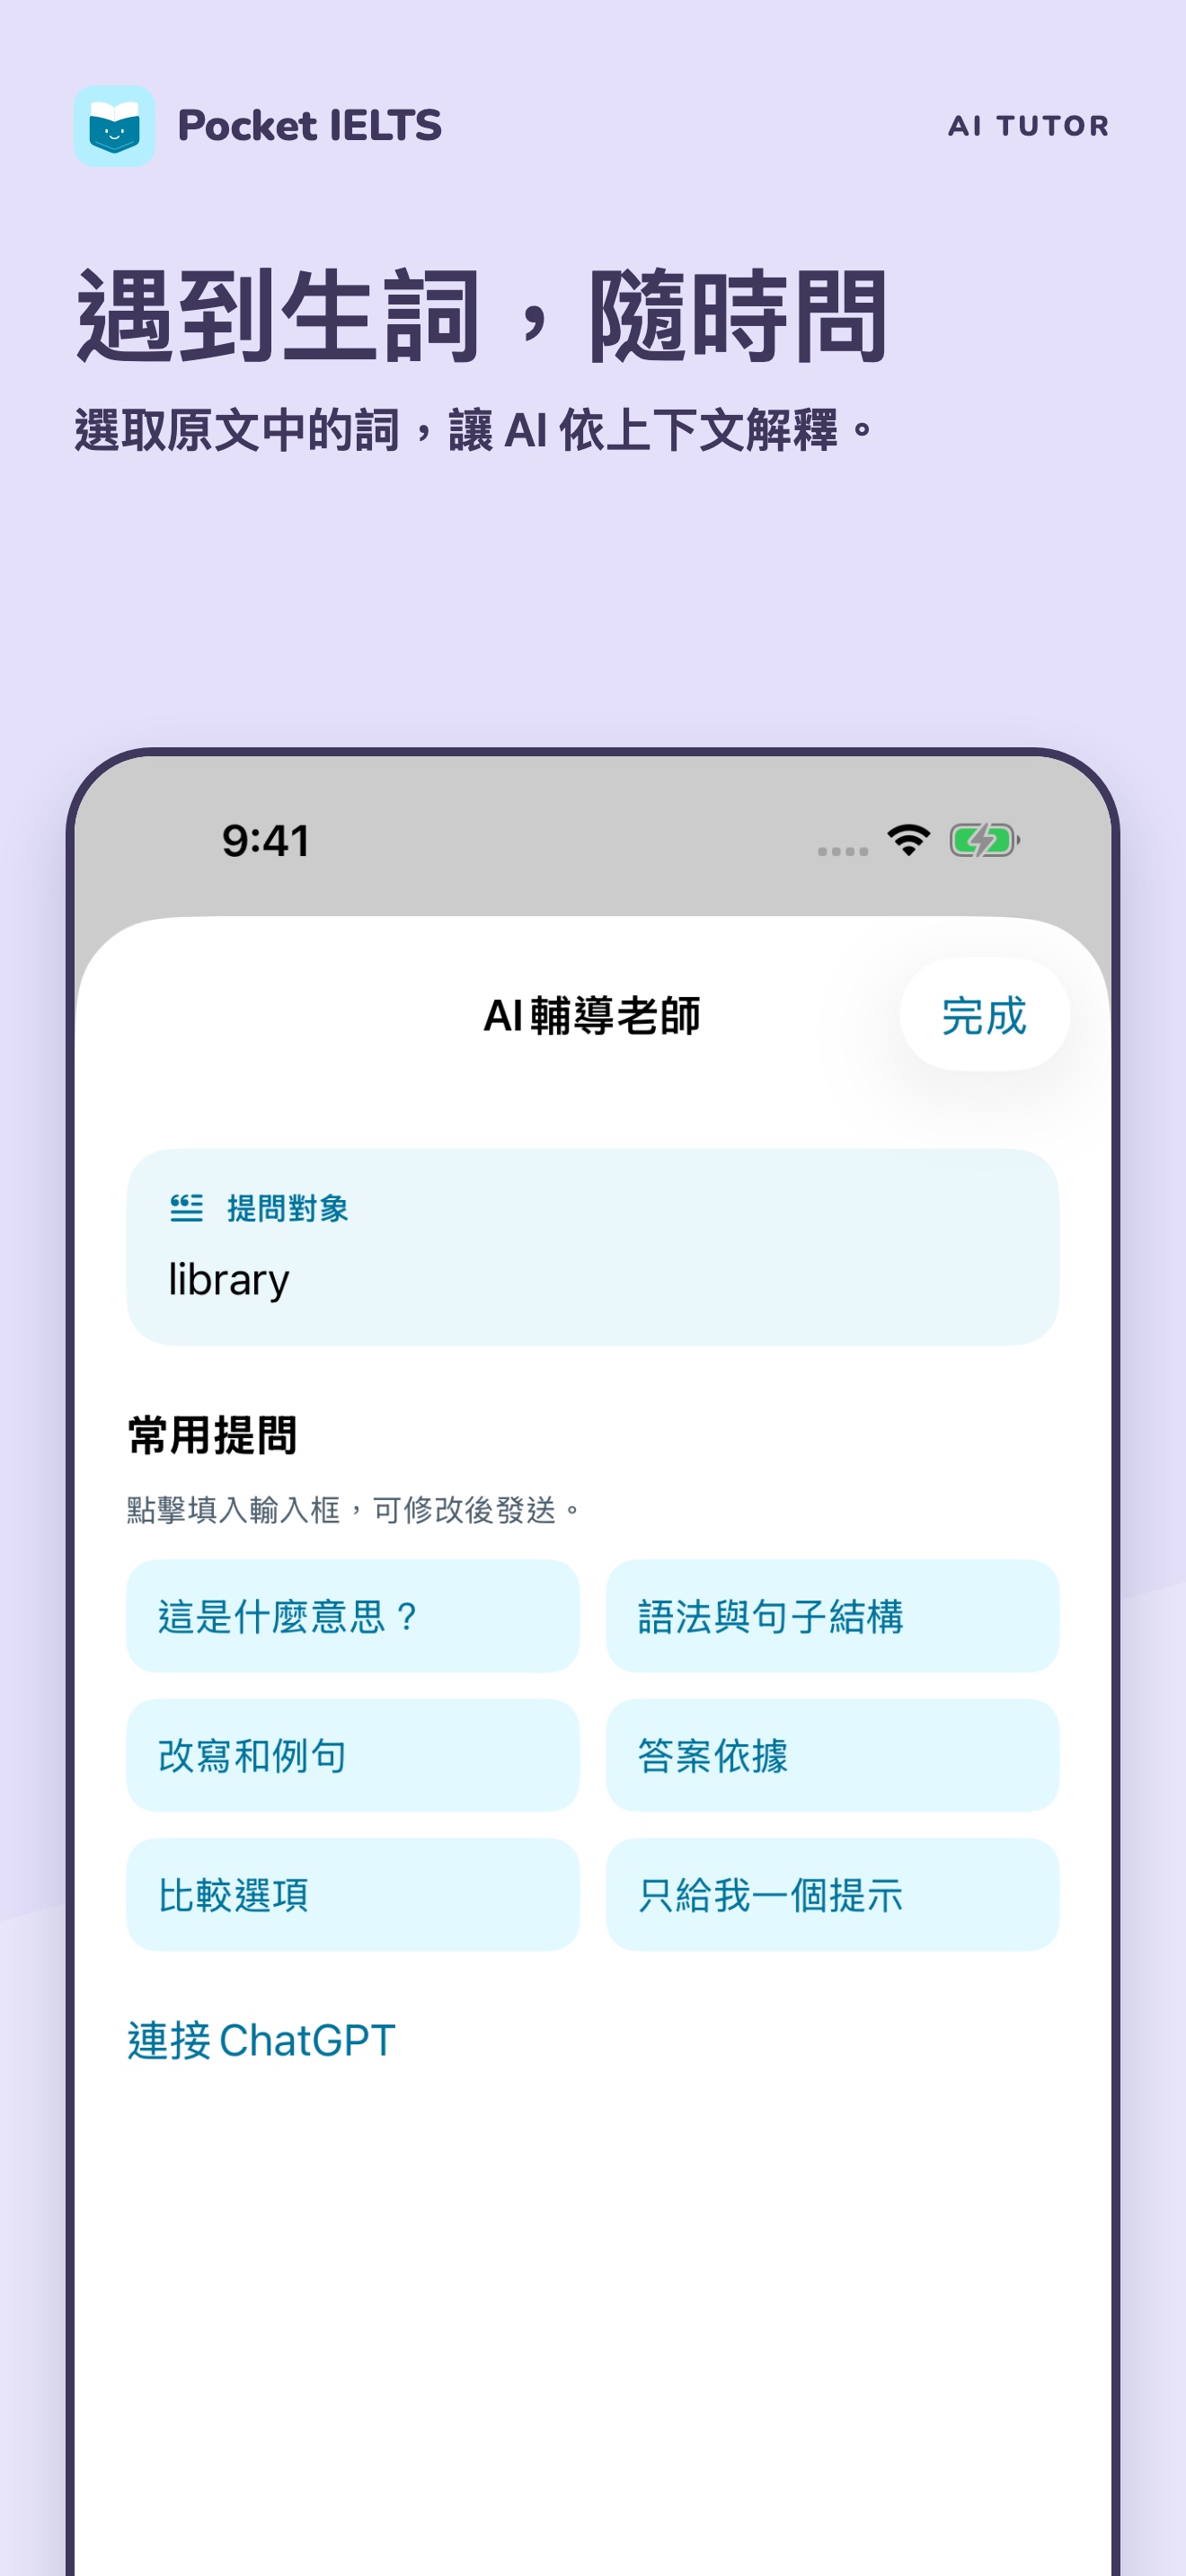 Pocket IELTS
AI TUTOR
遇到生詞，隨時問
選取原文中的詞，讓 AI 依上下文解釋。
9:41
AI 輔導老師
完成
提問對象
library
常用提問
點擊填入輸入框，可修改後發送。
這是什麼意思？
語法與句子結構
改寫和例句
答案依據
比較選項
只給我一個提示
連接 ChatGPT